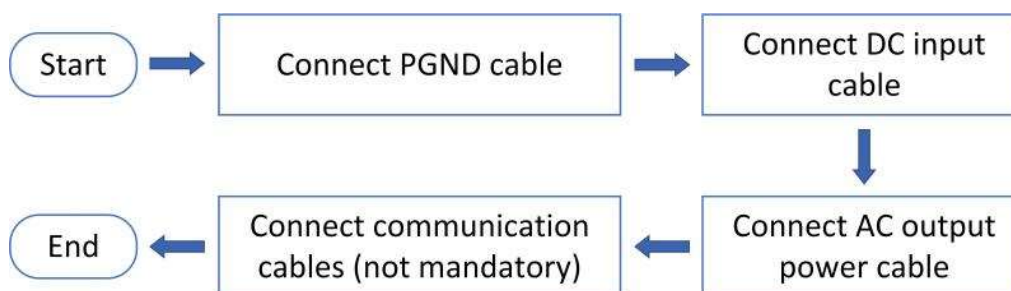 Start
Connect PGND cable
Connect DC input
cable
Connect AC output
power cable
Connect communication
cables (not mandatory)
End